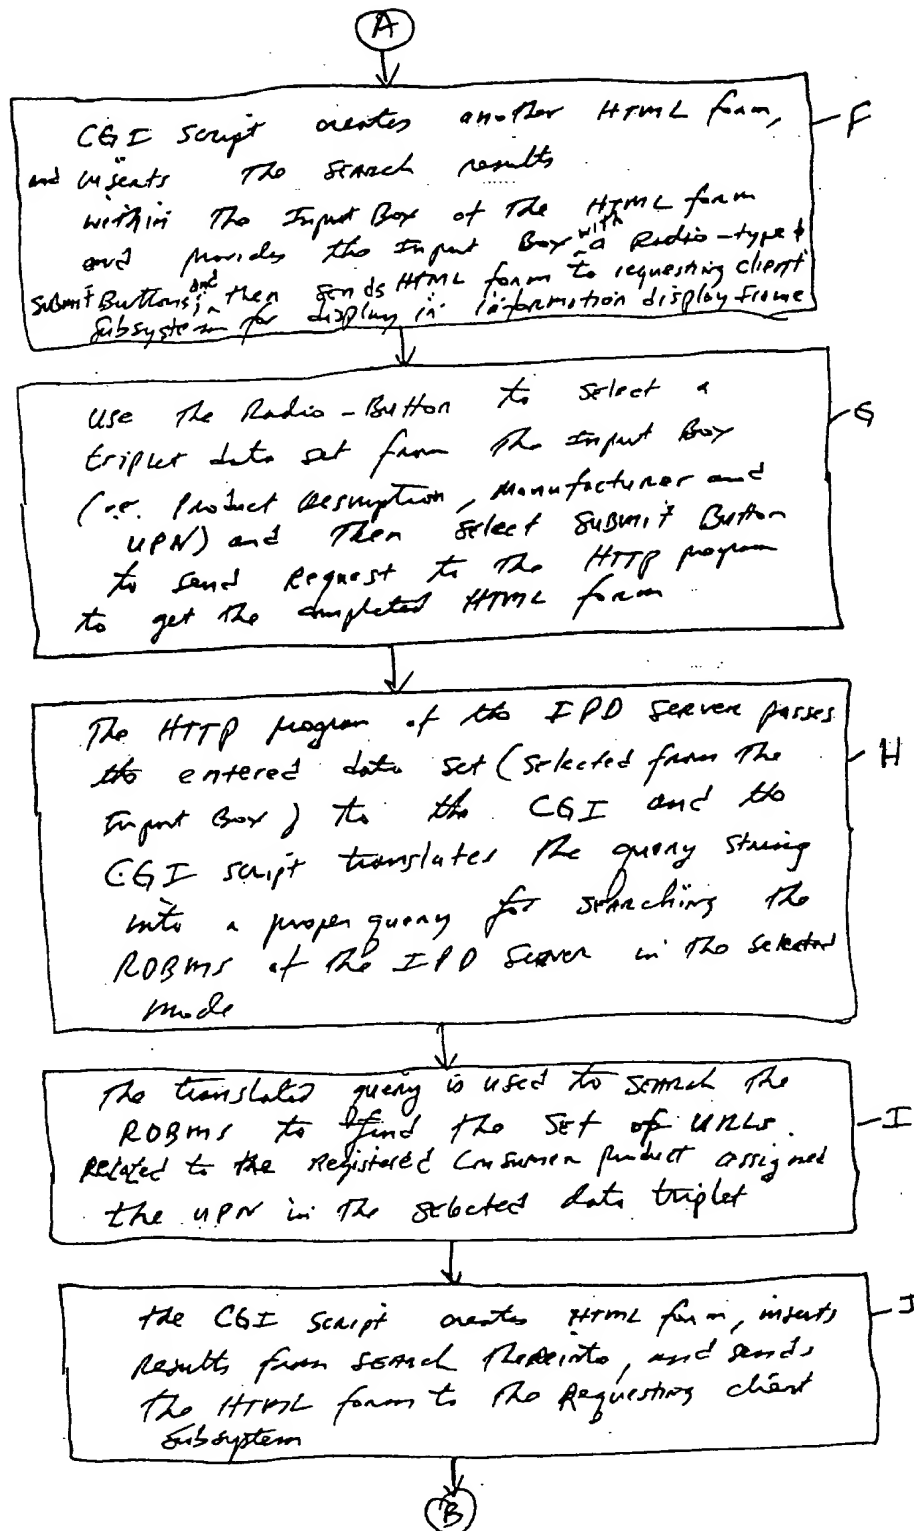 A
CGI Script creates another HTML form, F
and inserts the search results
within the Input Box of the HTML form
with
and provides the Input Box a Radio-type &
and
Submit Buttons; then sends HTML form to requesting client
Subsystem for display in information display frame
Use the Radio-Button to select a
triplet data set from the Input Box G
(i.e. Product Description, Manufacturer and
UPN) and then select Submit Button
to send Request to the HTTP program
to get the completed HTML form
The HTTP program of the IPD Server passes
the entered data set (selected from the H
Input Box) to the CGI and the
CGI script translates the query string
into a proper query for searching the
RDBMS of the IPD Server in the selected
mode
The translated query is used to search the
RDBMS to find the set of URLs I
Related to the Registered Consumer product assigned
the UPN in the selected data triplet
the CGI Script creates HTML form, inserts J
Results from search thereinto, and sends
the HTML form to the Requesting client
Subsystem
B